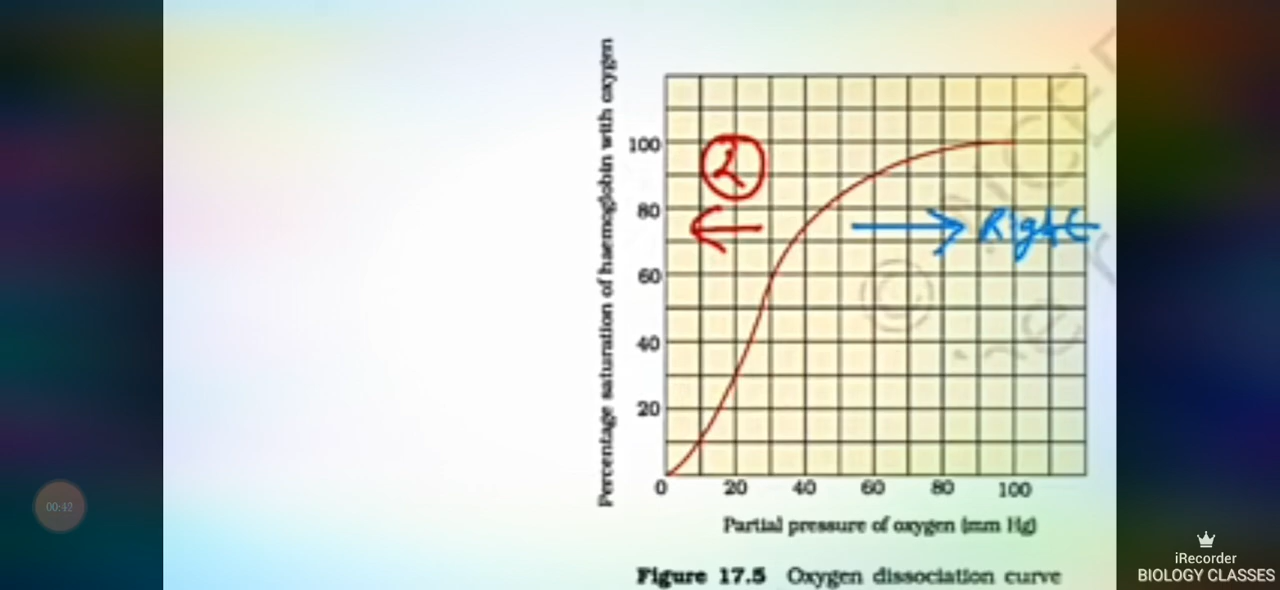 Percentage saturation of haemoglobin with oxygen
100
80
60
40
20
0 20 40 60 80 100
Right
Partial pressure of oxygen (mm Hg)
Figure 17.5 Oxygen dissociation curve
00:42
iRecorder
BIOLOGY CLASSES